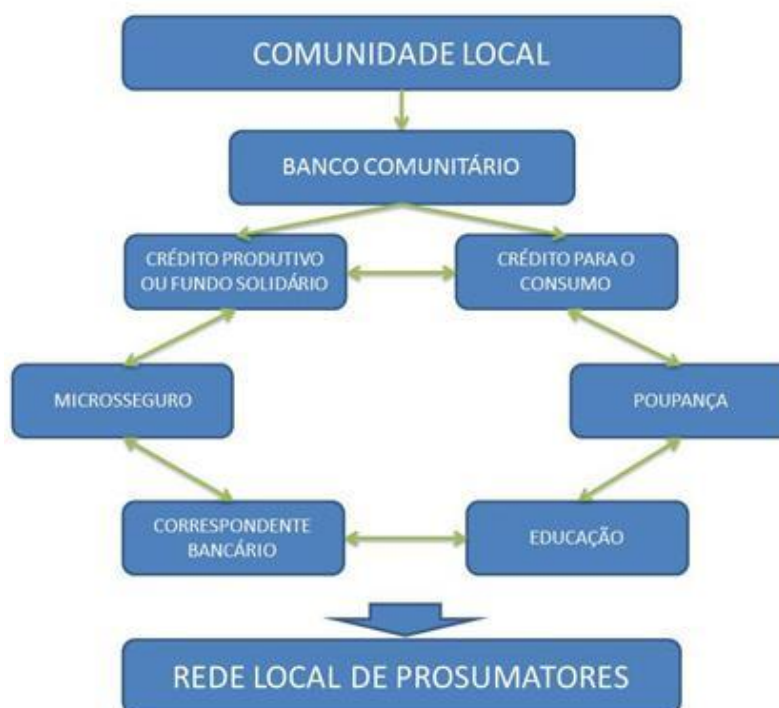 COMUNIDADE LOCAL
BANCO COMUNITÁRIO
CRÉDITO PRODUTIVO
OU FUNDO SOLIDÁRIO
CRÉDITO PARA O
CONSUMO
MICROSSEGURO
POUPANÇA
CORRESPONDENTE
BANCÁRIO
EDUCAÇÃO
REDE LOCAL DE PROSUMATORES